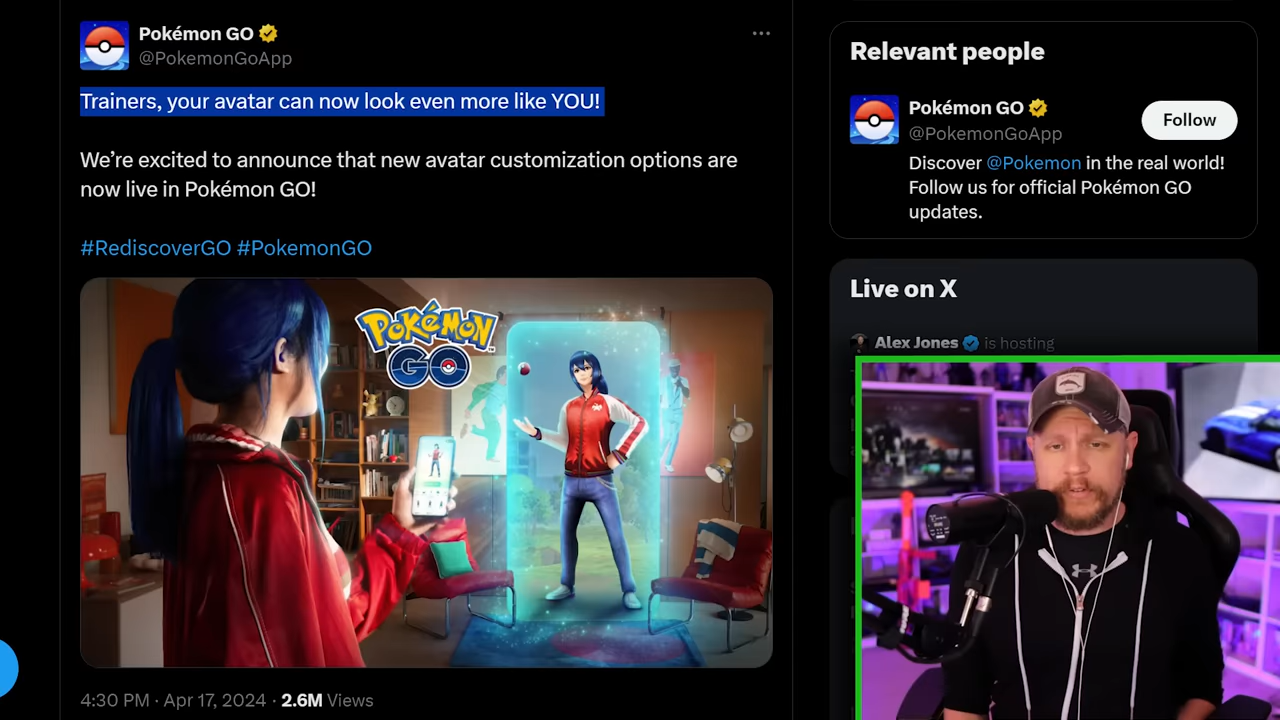 Pokémon GO
@PokemonGoApp
Trainers, your avatar can now look even more like YOU!
We’re excited to announce that new avatar customization options are
now live in Pokémon GO!
#RediscoverGO #PokemonGO
POKÉMON
GO
4:30 PM · Apr 17, 2024 · 2.6M Views
Relevant people
Pokémon GO
@PokemonGoApp
Follow
Discover @Pokemon in the real world!
Follow us for official Pokémon GO
updates.
Live on X
Alex Jones is hosting